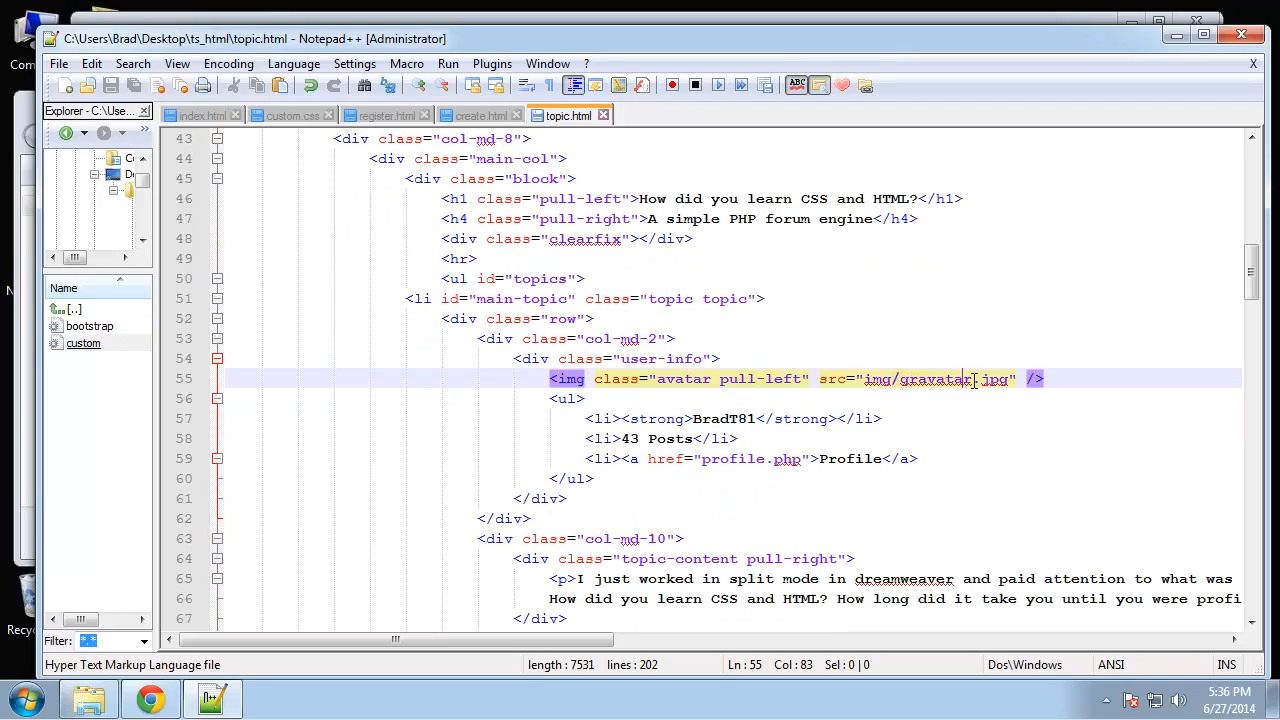 C:\Users\Brad\Desktop\ts_html\topic.html - Notepad++ [Administrator]
File Edit Search View Encoding Language Settings Macro Run Plugins Window ? X
ABC
Explorer - C:\Use...
index.html custom.css register.html create.html topic.html
43 <div class="col-md-8">
44 <div class="main-col">
45 <div class="block">
46 <h1 class="pull-left">How did you learn CSS and HTML?</h1>
47 <h4 class="pull-right">A simple PHP forum engine</h4>
48 <div class="clearfix"></div>
49 <hr>
50 <ul id="topics">
51 <li id="main-topic" class="topic topic">
52 <div class="row">
53 <div class="col-md-2">
54 <div class="user-info">
55 <img class="avatar pull-left" src="img/gravatar.jpg" />
56 <ul>
57 <li><strong>BradT81</strong></li>
58 <li>43 Posts</li>
59 <li><a href="profile.php">Profile</a>
60 </ul>
61 </div>
62 </div>
63 <div class="col-md-10">
64 <div class="topic-content pull-right">
65 <p>I just worked in split mode in dreamweaver and paid attention to what was
66 How did you learn CSS and HTML? How long did it take you until you were profi
67 </div>
Name
[..]
bootstrap
custom
Filter: *.*
Hyper Text Markup Language file length : 7531 lines : 202 Ln : 55 Col : 83 Sel : 0 | 0 Dos\Windows ANSI INS
5:36 PM
6/27/2014